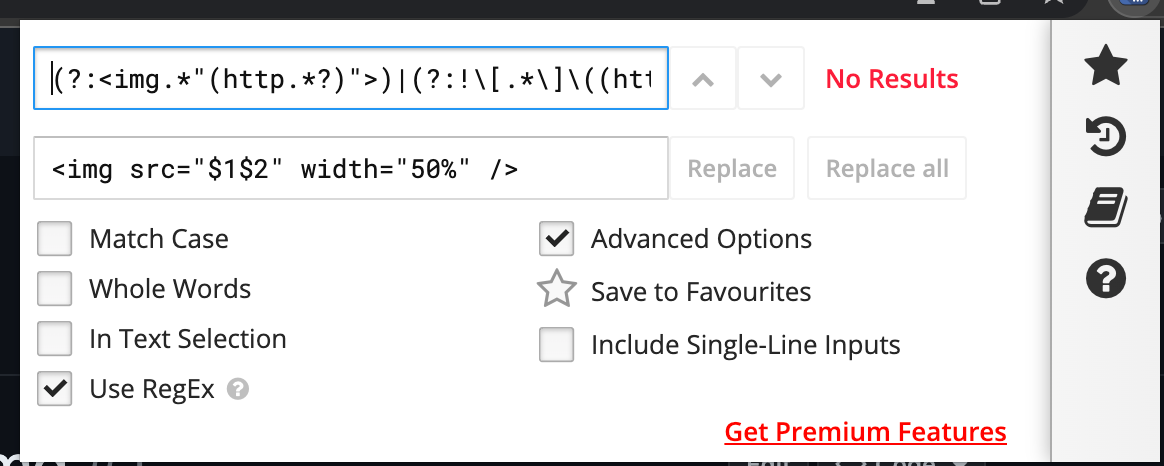 (?:<img.*"(http.*?)">)|(?:!\[.*\]\((htt
No Results
<img src="$1$2" width="50%" />
Replace
Replace all
Match Case
Advanced Options
Whole Words
Save to Favourites
In Text Selection
Include Single-Line Inputs
Use RegEx ?
Get Premium Features